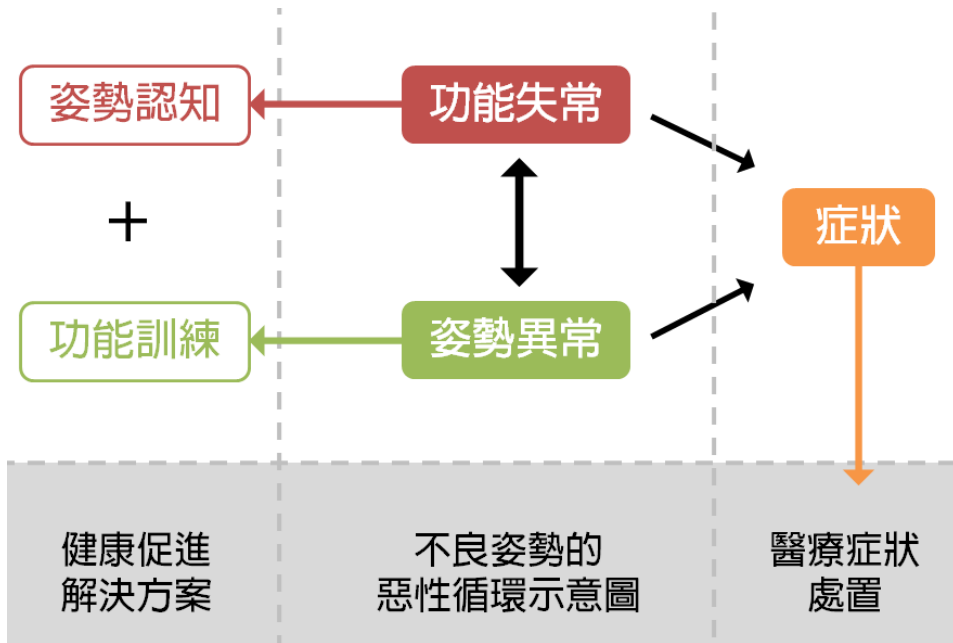 姿勢認知
功能失常
+
症狀
功能訓練
姿勢異常
健康促進
解決方案
不良姿勢的
惡性循環示意圖
醫療症狀
處置